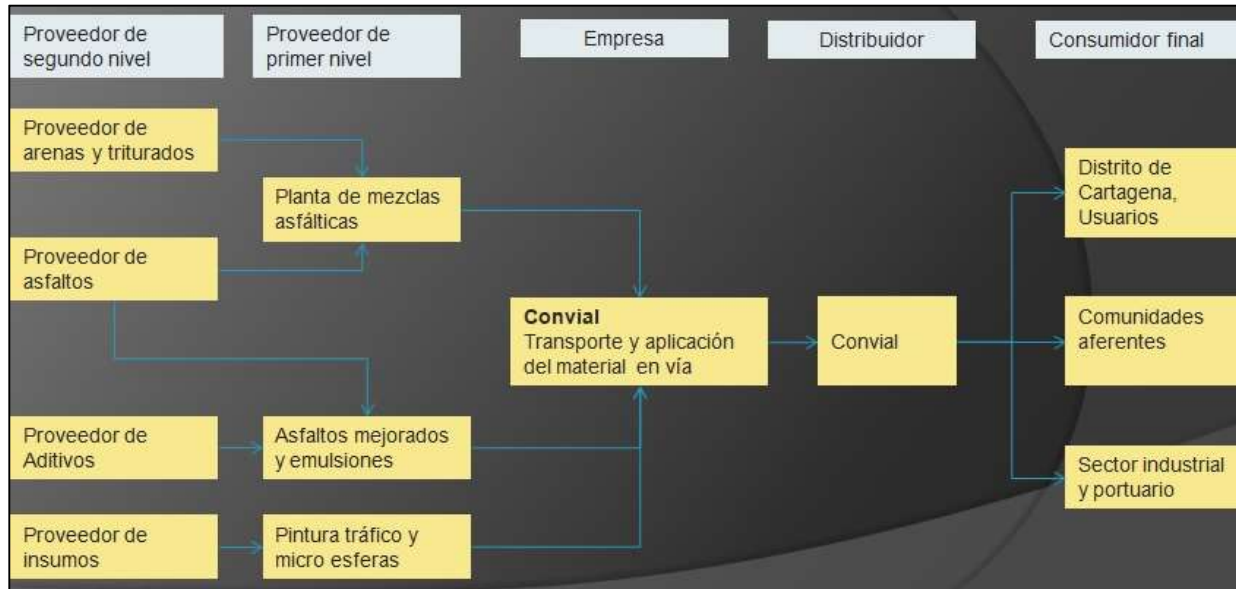 Proveedor de
segundo nivel
Proveedor de
primer nivel
Empresa
Distribuidor
Consumidor final
Proveedor de
arenas y triturados
Planta de mezclas
asfálticas
Distrito de
Cartagena,
Usuarios
Proveedor de
asfaltos
Convial
Transporte y aplicación
del material en vía
Convial
Comunidades
aferentes
Proveedor de
Aditivos
Asfaltos mejorados
y emulsiones
Sector industrial
y portuario
Proveedor de
insumos
Pintura tráfico y
micro esferas